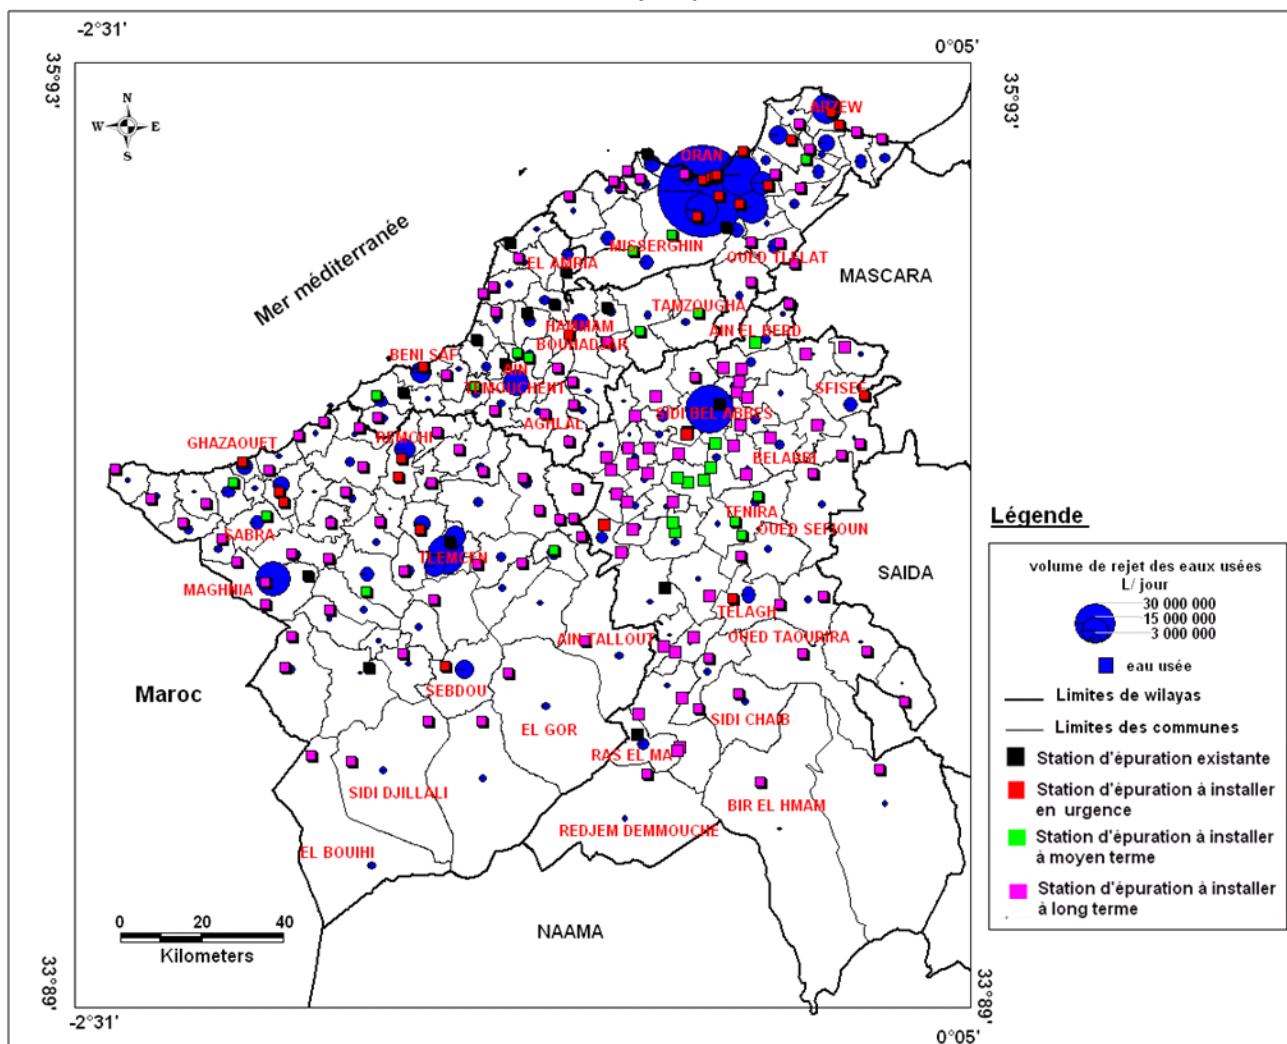 -2°31'
0°05'
35°93'
35°93'
N
W E
S
ARZEW
ORAN
Mer méditerranée
MISSERGHIN
EL AMRIA
OUED TLELAT
MASCARA
TAMZOUGHA
HAMMAM
BOUHADJAR
AIN EL BERD
BENI SAF
AIN
TEMOUCHENT
SFISEF
SIDI BEL ABBES
AGHLAL
GHAZAOUET
REMCHI
BELARBI
TENIRA
OUED SEFIOUN
SABRA
TLEMCEN
SAIDA
MAGHNIA
TELAGH
AIN TALLOUT
OUED TAOURIRA
Maroc
SEBDOU
EL GOR
SIDI CHAIB
RAS EL MA
SIDI DJILLALI
BIR EL HMAM
REDJEM DEMMOUCHE
EL BOUIHI
NAAMA
0 20 40
Kilometers
33°89'
33°89'
-2°31'
0°05'
Légende
volume de rejet des eaux usées
L/ jour
30 000 000
15 000 000
3 000 000
eau usée
Limites de wilayas
Limites des communes
Station d'épuration existante
Station d'épuration à installer
en urgence
Station d'épuration à installer
à moyen terme
Station d'épuration à installer
à long terme